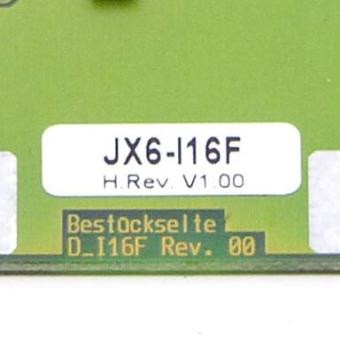 JX6-I16F
H.Rev. V1.00
Bestückseite
D_I16F Rev. 00